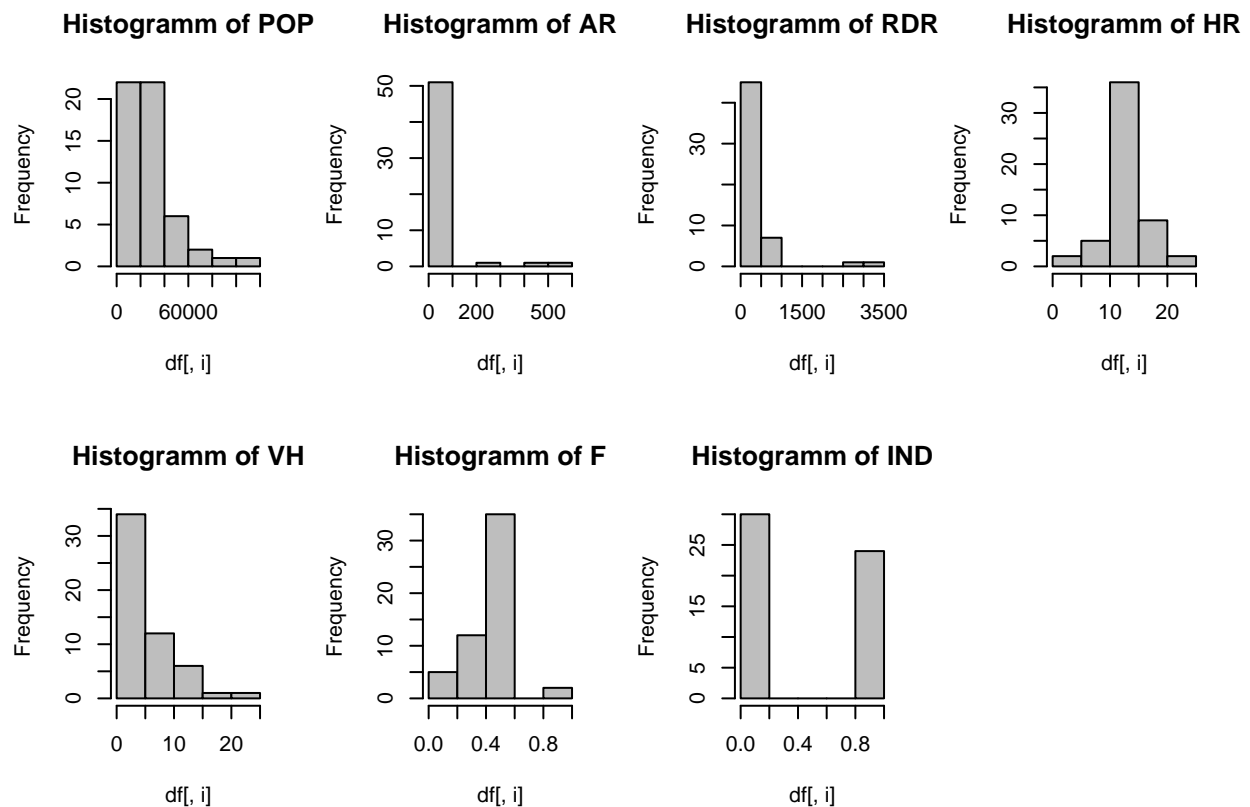 Histogramm of POP
Frequency
0 5 10 15 20
0 60000
df[, i]
Histogramm of AR
Frequency
0 10 30 50
0 200 500
df[, i]
Histogramm of RDR
Frequency
0 10 30
0 1500 3500
df[, i]
Histogramm of HR
Frequency
0 10 20 30
0 10 20
df[, i]
Histogramm of VH
Frequency
0 10 20 30
0 10 20
df[, i]
Histogramm of F
Frequency
0 10 20 30
0.0 0.4 0.8
df[, i]
Histogramm of IND
Frequency
0 5 15 25
0.0 0.4 0.8
df[, i]